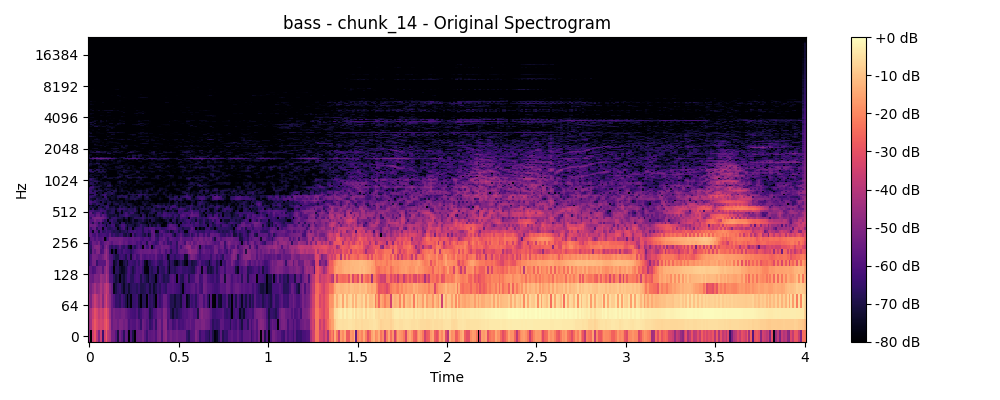 bass - chunk_14 - Original Spectrogram
16384
8192
4096
2048
1024
512
256
128
64
0
Hz
0
0.5
1
1.5
2
2.5
3
3.5
4
Time
+0 dB
-10 dB
-20 dB
-30 dB
-40 dB
-50 dB
-60 dB
-70 dB
-80 dB